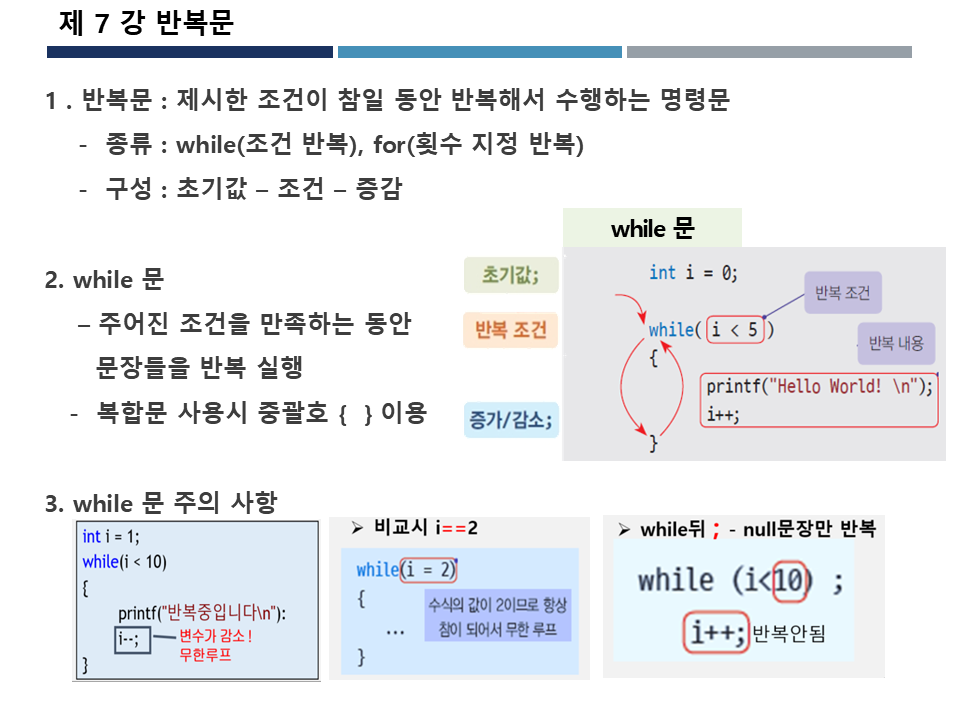 제 7 강 반복문
1 . 반복문 : 제시한 조건이 참일 동안 반복해서 수행하는 명령문
- 종류 : while(조건 반복), for(횟수 지정 반복)
- 구성 : 초기값 – 조건 – 증감
2. while 문
– 주어진 조건을 만족하는 동안
문장들을 반복 실행
- 복합문 사용시 중괄호 { } 이용
초기값;
반복 조건
증가/감소;
while 문
int i = 0;
반복 조건
while( i < 5 )
반복 내용
{
printf("Hello World! \n");
i++;
}
3. while 문 주의 사항
int i = 1;
while(i < 10)
{
printf("반복중입니다\n"):
i--;
변수가 감소 !
무한루프
}
➢ 비교시 i==2
while(i = 2)
{
수식의 값이 2이므로 항상
참이 되어서 무한 루프
...
}
➢ while뒤 ; - null문장만 반복
while (i<10) ;
i++; 반복안됨